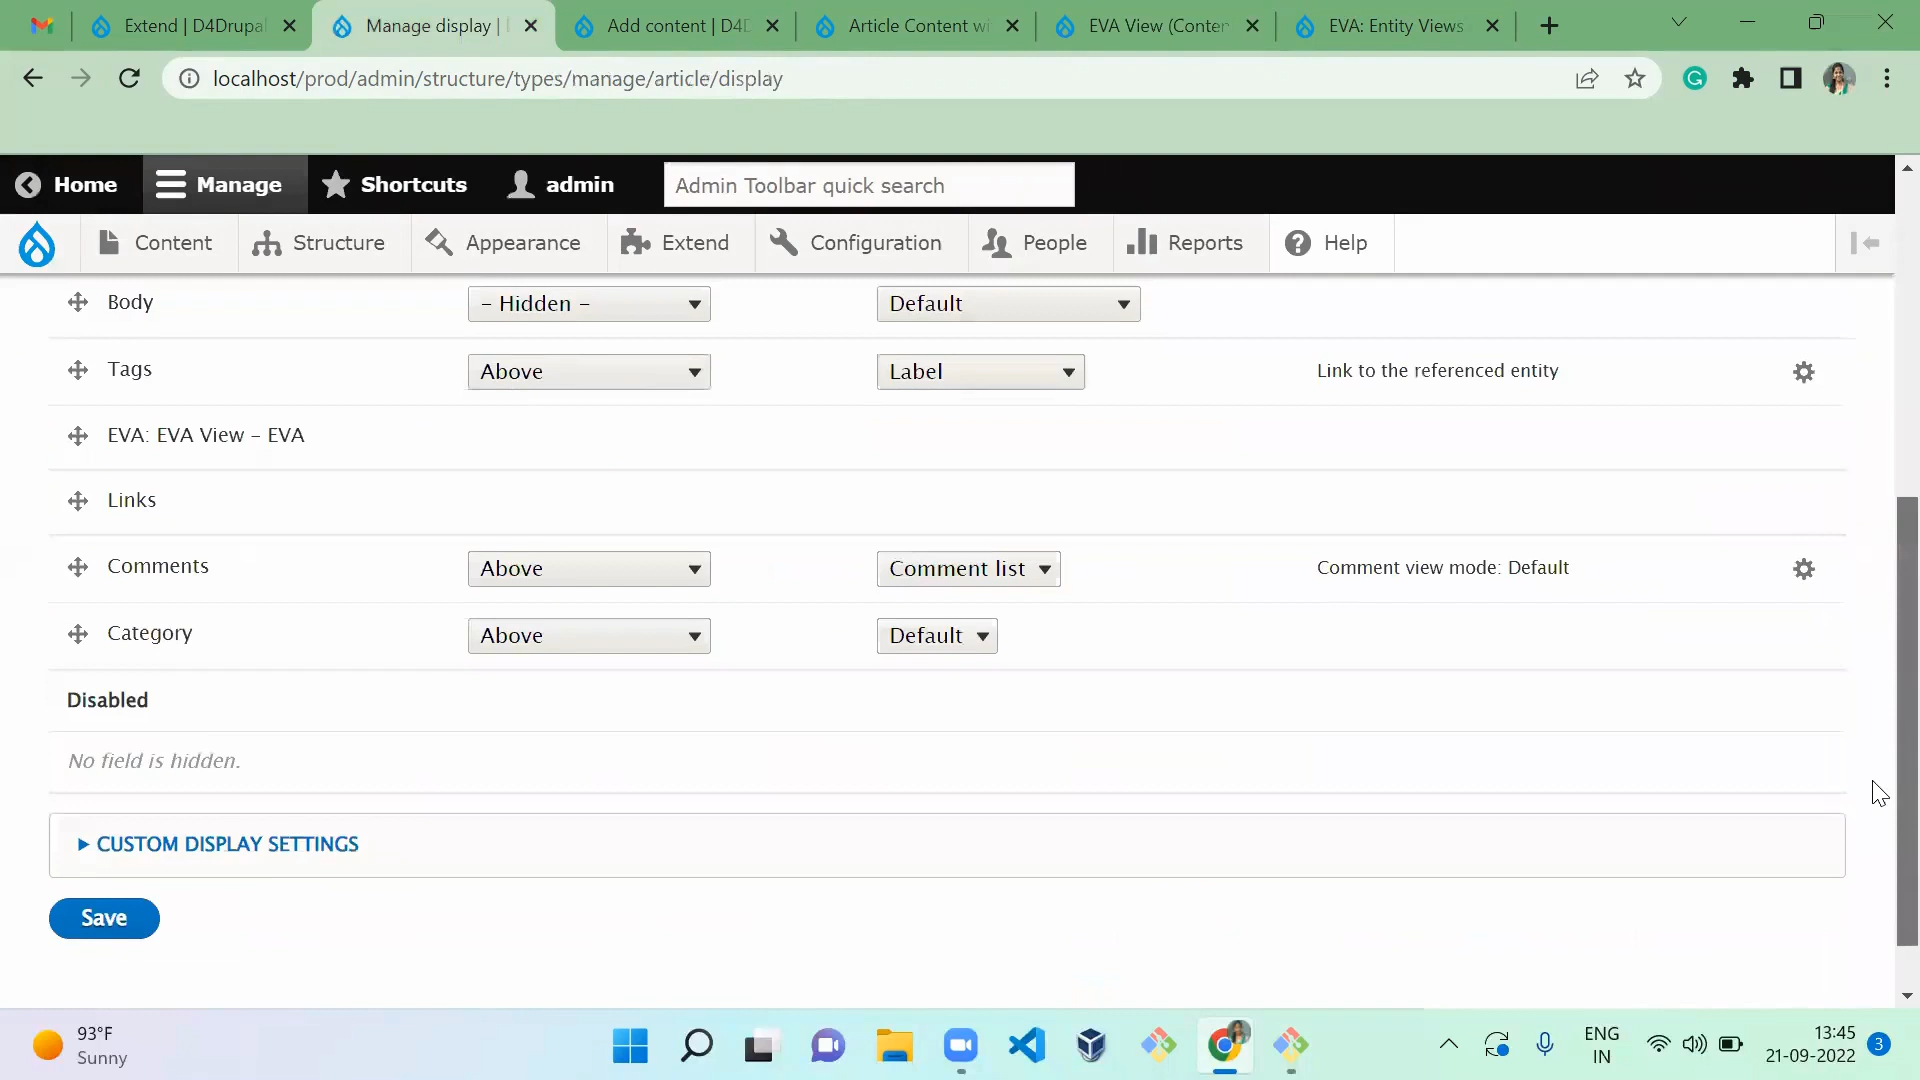 Extend | D4Drupal
Manage display |
Add content | D4D
Article Content wi
EVA View (Conten
EVA: Entity Views
localhost/prod/admin/structure/types/manage/article/display
Home
Manage
Shortcuts
admin
Admin Toolbar quick search
Content
Structure
Appearance
Extend
Configuration
People
Reports
Help
Body
- Hidden -
Default
Tags
Above
Label
Link to the referenced entity
EVA: EVA View - EVA
Links
Comments
Above
Comment list
Comment view mode: Default
Category
Above
Default
Disabled
No field is hidden.
CUSTOM DISPLAY SETTINGS
Save
93°F
Sunny
ENG
IN
13:45
21-09-2022
3